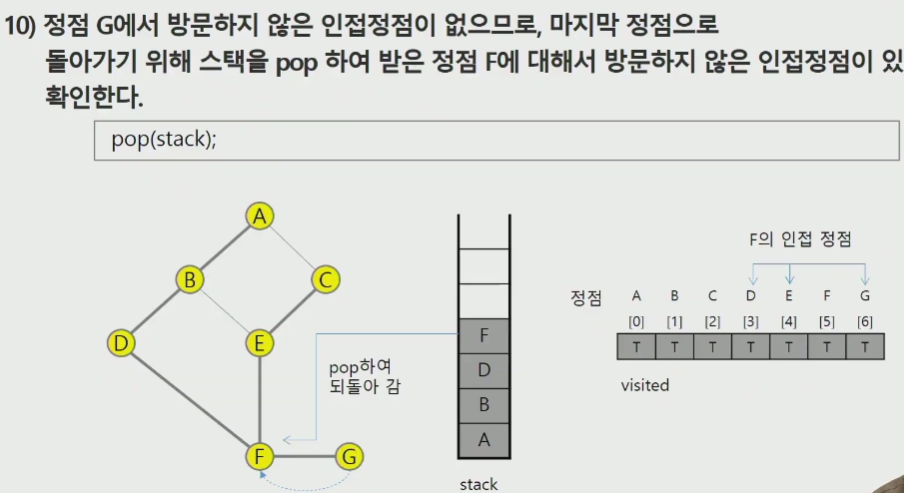 10) 정점 G에서 방문하지 않은 인접정점이 없으므로, 마지막 정점으로
돌아가기 위해 스택을 pop 하여 받은 정점 F에 대해서 방문하지 않은 인접정점이 있
확인한다.
pop(stack);
A
B
C
D
E
F
G
pop하여
되돌아 감
F
D
B
A
stack
F의 인접 정점
정점 A B C D E F G
[0] [1] [2] [3] [4] [5] [6]
T T T T T T T
visited